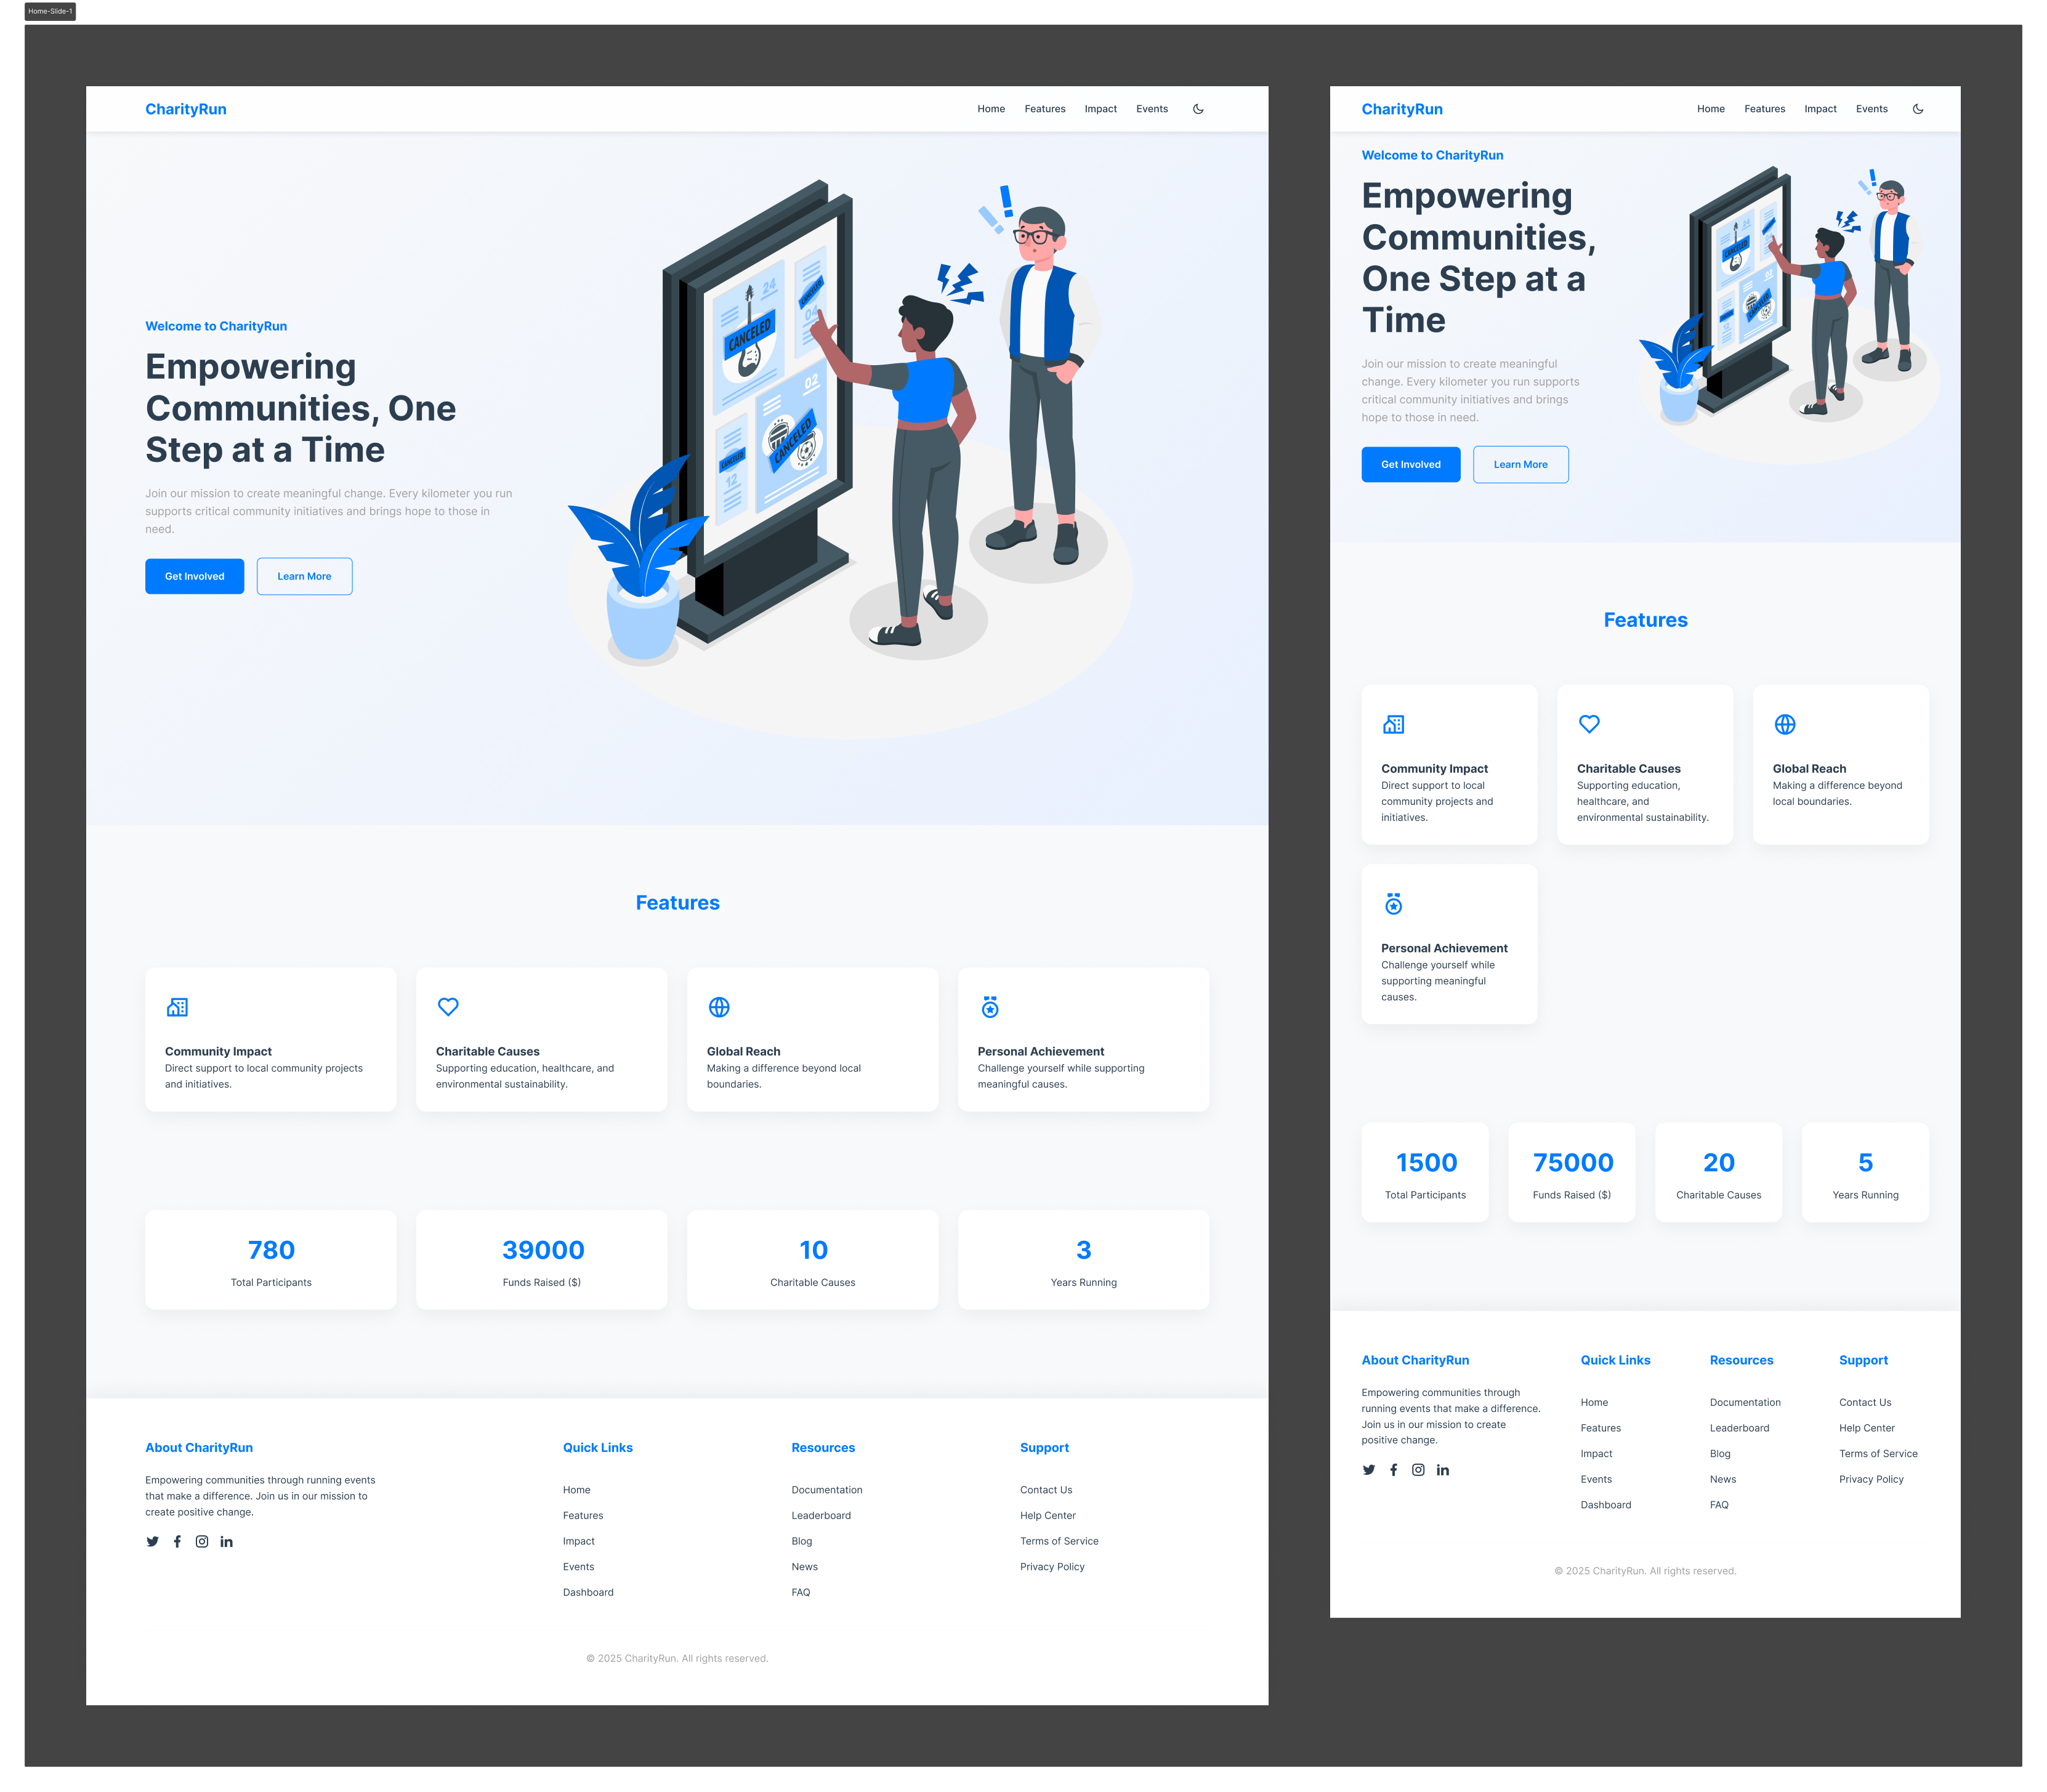 Home-Slide-1
CharityRun
Home
Features
Impact
Events
Welcome to CharityRun
Empowering
Communities, One
Step at a Time
Join our mission to create meaningful change. Every kilometer you run
supports critical community initiatives and brings hope to those in
need.
Get Involved
Learn More
24
CANCELED
CANCELED
04
02
CANCELED
CANCELED
12
Features
Community Impact
Direct support to local community projects
and initiatives.
Charitable Causes
Supporting education, healthcare, and
environmental sustainability.
Global Reach
Making a difference beyond local
boundaries.
Personal Achievement
Challenge yourself while supporting
meaningful causes.
780
Total Participants
39000
Funds Raised ($)
10
Charitable Causes
3
Years Running
About CharityRun
Empowering communities through running events
that make a difference. Join us in our mission to
create positive change.
Quick Links
Home
Features
Impact
Events
Dashboard
Resources
Documentation
Leaderboard
Blog
News
FAQ
Support
Contact Us
Help Center
Terms of Service
Privacy Policy
© 2025 CharityRun. All rights reserved.
CharityRun
Home
Features
Impact
Events
Welcome to CharityRun
Empowering
Communities,
One Step at a
Time
Join our mission to create meaningful
change. Every kilometer you run supports
critical community initiatives and brings
hope to those in need.
Get Involved
Learn More
24
CANCELED
02
CANCELED
12
Features
Community Impact
Direct support to local
community projects and
initiatives.
Charitable Causes
Supporting education,
healthcare, and
environmental sustainability.
Global Reach
Making a difference beyond
local boundaries.
Personal Achievement
Challenge yourself while
supporting meaningful
causes.
1500
Total Participants
75000
Funds Raised ($)
20
Charitable Causes
5
Years Running
About CharityRun
Empowering communities through
running events that make a difference.
Join us in our mission to create
positive change.
Quick Links
Home
Features
Impact
Events
Dashboard
Resources
Documentation
Leaderboard
Blog
News
FAQ
Support
Contact Us
Help Center
Terms of Service
Privacy Policy
© 2025 CharityRun. All rights reserved.